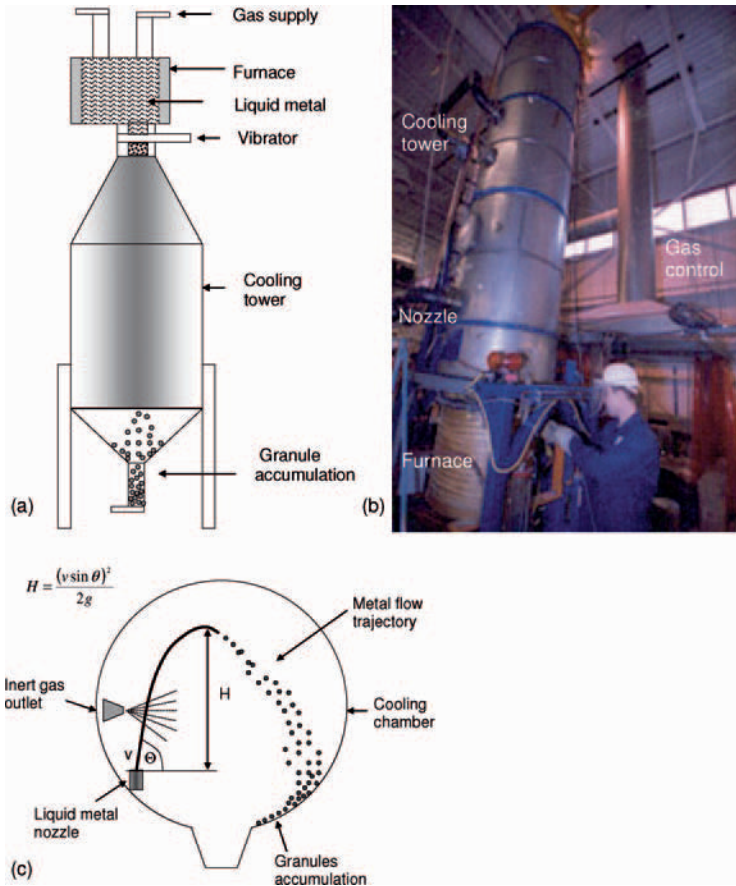 Gas supply
Furnace
Liquid metal
Vibrator
Cooling
tower
Granule
accumulation
(a)
Cooling
tower
Gas
control
Nozzle
Furnace
(b)
H = (v sin θ)² / 2g
Metal flow
trajectory
Inert gas
outlet
H
Cooling
chamber
v
Θ
Liquid metal
nozzle
Granules
accumulation
(c)